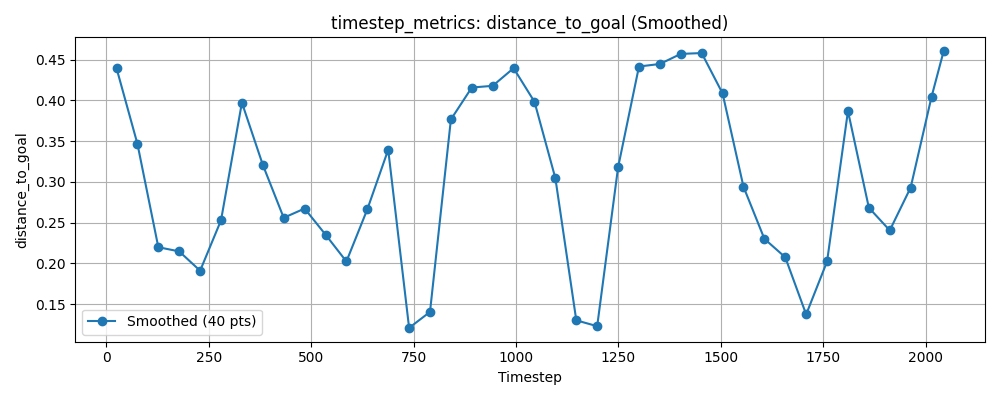 timestep_metrics: distance_to_goal (Smoothed)
distance_to_goal
0.45
0.40
0.35
0.30
0.25
0.20
0.15
Smoothed (40 pts)
0 250 500 750 1000 1250 1500 1750 2000
Timestep